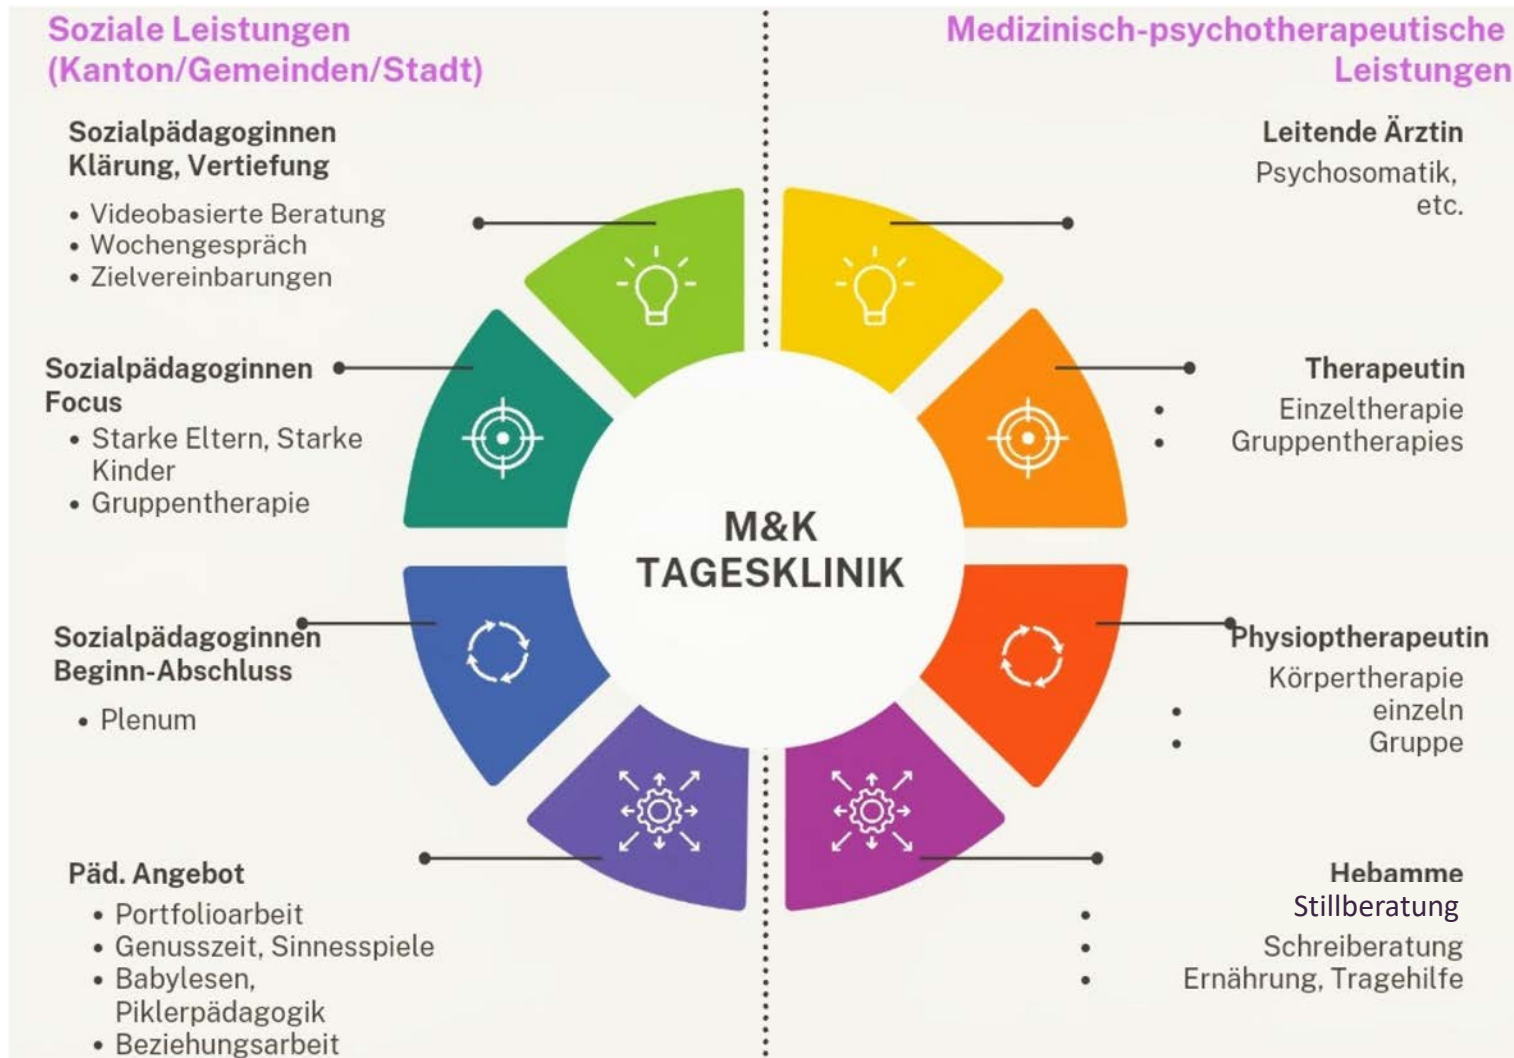 Soziale Leistungen
(Kanton/Gemeinden/Stadt)
Sozialpädagoginnen
Klärung, Vertiefung
• Videobasierte Beratung
• Wochengespräch
• Zielvereinbarungen
Sozialpädagoginnen
Focus
• Starke Eltern, Starke
Kinder
• Gruppentherapie
Sozialpädagoginnen
Beginn-Abschluss
• Plenum
Päd. Angebot
• Portfolioarbeit
• Genusszeit, Sinnesspiele
• Babylesen,
Piklerpädagogik
• Beziehungsarbeit
M&K
TAGESKLINIK
Medizinisch-psychotherapeutische
Leistungen
Leitende Ärztin
Psychosomatik,
etc.
Therapeutin
• Einzeltherapie
• Gruppentherapies
Physioptherapeutin
Körpertherapie
• einzeln
• Gruppe
Hebamme
• Stillberatung
• Schreiberatung
• Ernährung, Tragehilfe